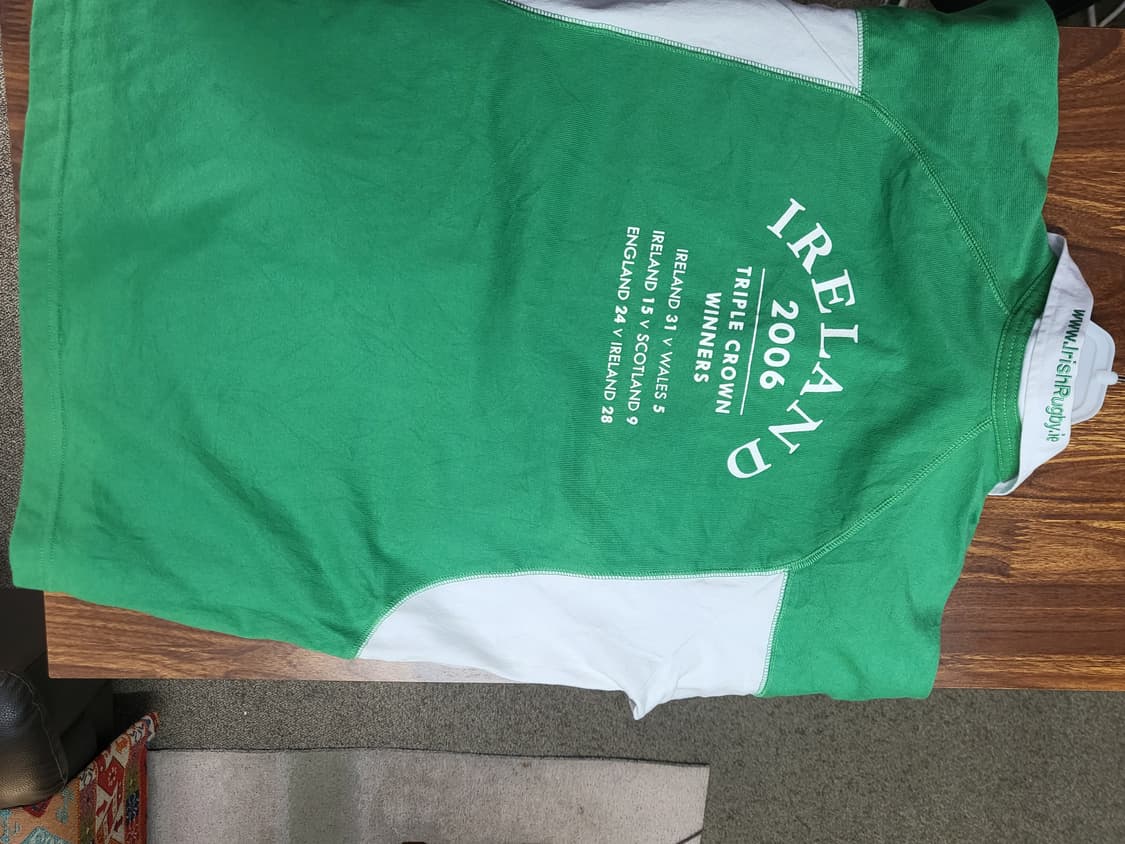 www.IrishRugby.ie
IRELAND
2006
TRIPLE CROWN
WINNERS
IRELAND 31 v WALES 5
IRELAND 15 v SCOTLAND 9
ENGLAND 24 v IRELAND 28